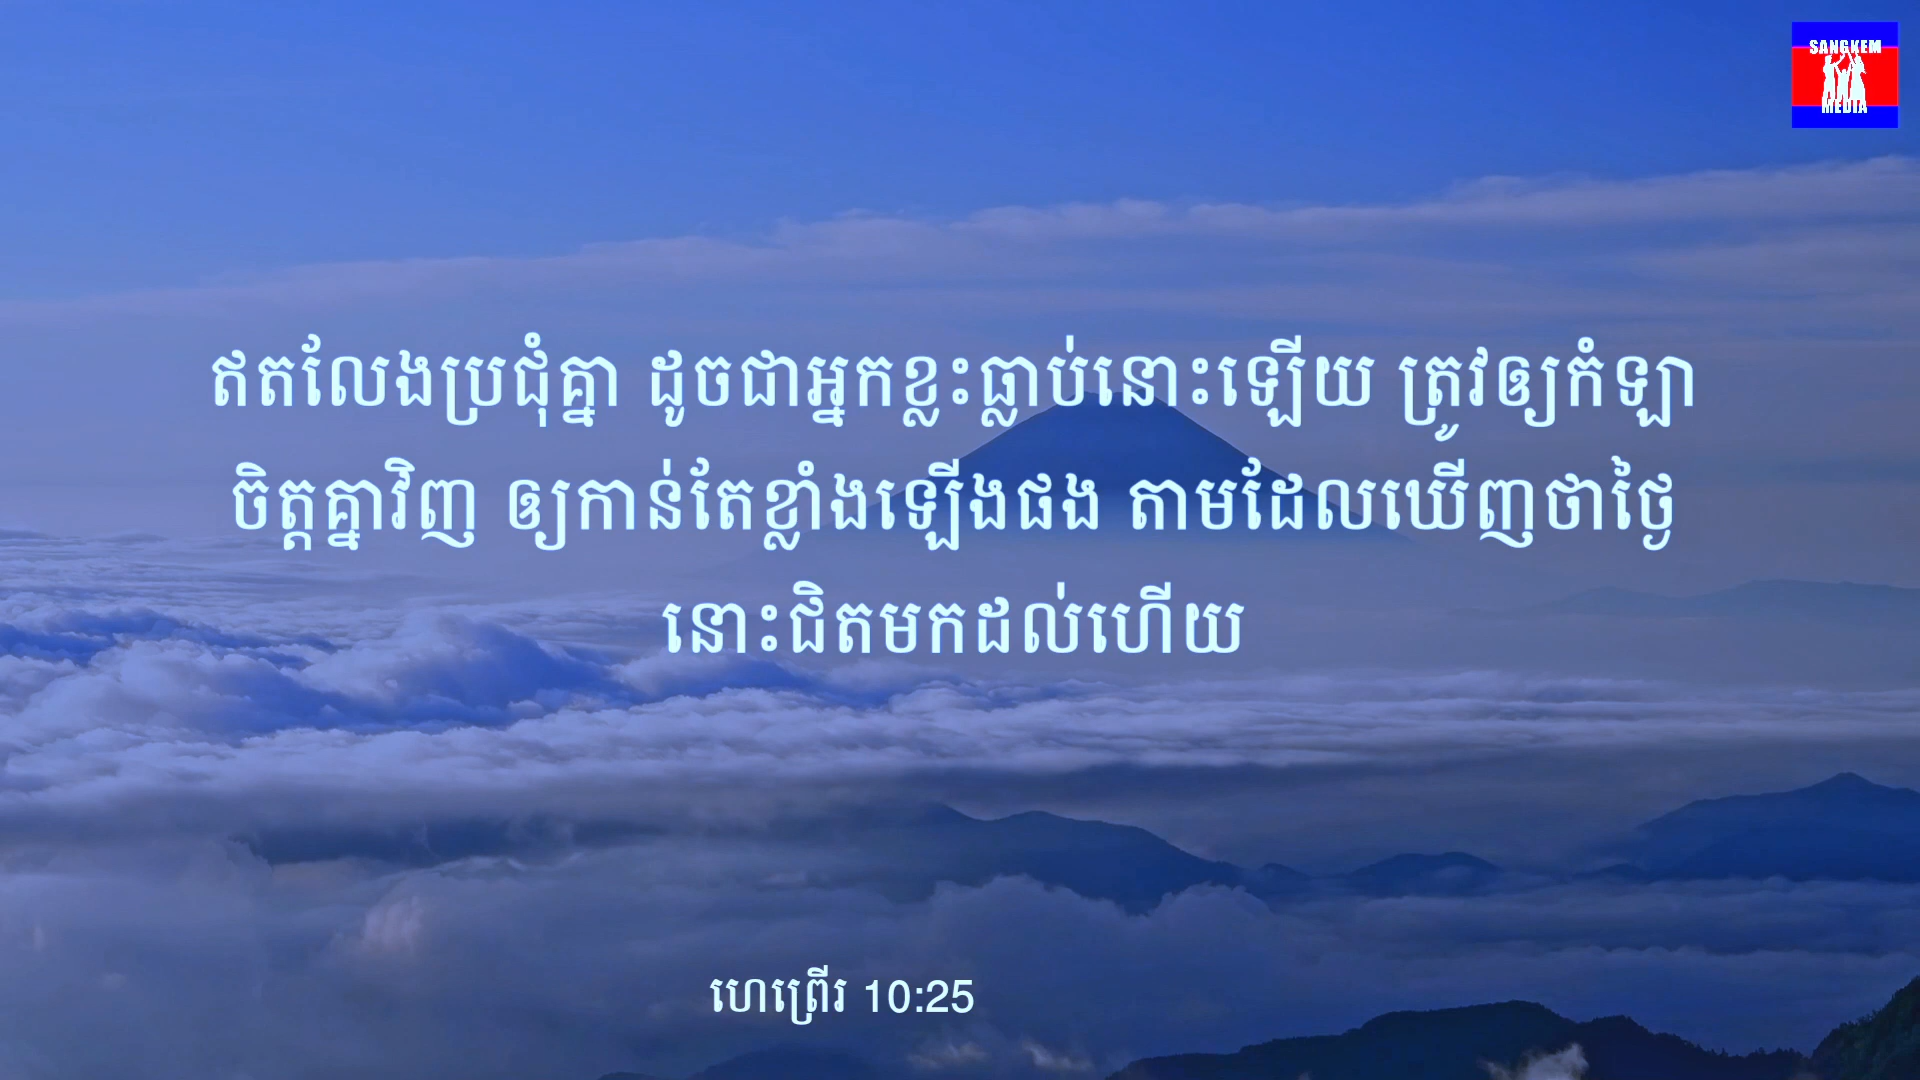 SANGKEM
MEDIA
ឥតលែងប្រជុំគ្នា ដូចជាអ្នកខ្លះធ្លាប់នោះឡើយ ត្រូវឲ្យកំឡា
ចិត្តគ្នាវិញ ឲ្យកាន់តែខ្លាំងឡើងផង តាមដែលឃើញថាថ្ងៃ
នោះជិតមកដល់ហើយ
ហេព្រើរ 10:25